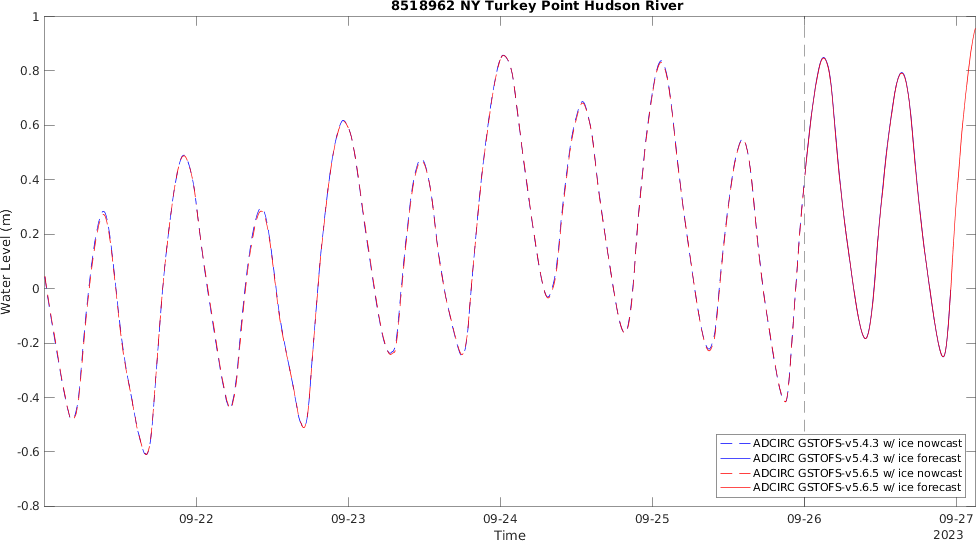 8518962 NY Turkey Point Hudson River
1
0.8
0.6
0.4
0.2
0
-0.2
-0.4
-0.6
-0.8
Water Level (m)
ADCIRC GSTOFS-v5.4.3 w/ ice nowcast
ADCIRC GSTOFS-v5.4.3 w/ ice forecast
ADCIRC GSTOFS-v5.6.5 w/ ice nowcast
ADCIRC GSTOFS-v5.6.5 w/ ice forecast
09-22 09-23 09-24 09-25 09-26 09-27
Time 2023